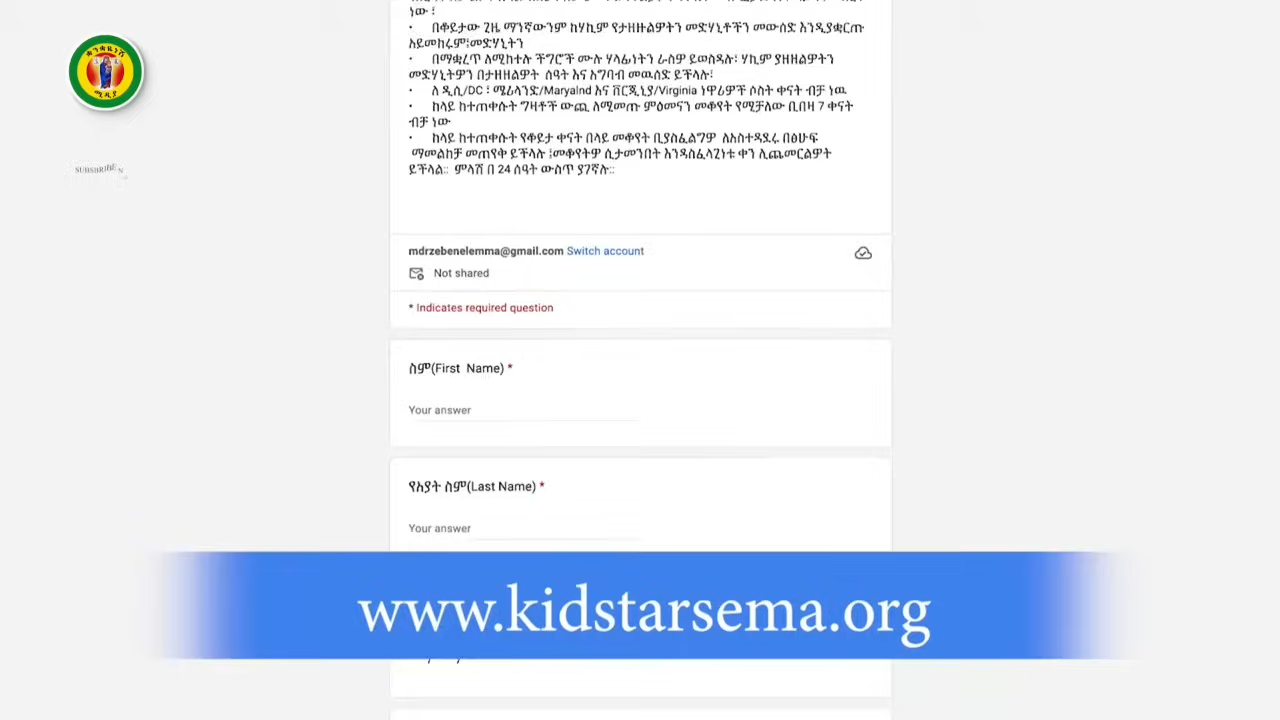 ነው ፤
• በቆይታው ጊዜ ማንኛውንም ከሃኪም የታዘዙልዎትን መድሃኒቶችን መውሰድ እንዲያቋርጡ
አይመከሩም፤መድሃኒትን
• በማቋረጥ ለሚከተሉ ችግሮች ሙሉ ሃላፊነትን ራስዎ ይወስዳሉ፤ ሃኪም ያዘዘልዎትን
መድሃኒትዎን በታዘዘልዎት ሰዓት እና አግባብ መዉሰድ ይችላሉ፤
• ለ ዲሲ/DC ፤ ሜሪላንድ/Maryalnd እና ቨርጂኒያ/Virginia ነዋሪዎች ሶስት ቀናት ብቻ ነዉ.
• ከላይ ከተጠቀሱት ግዛቶች ውጪ ለሚመጡ ምዕመናን መቆየት የሚቻለው ቢበዛ 7 ቀናት
ብቻ ነው
• ከላይ ከተጠቀሱት የቆይታ ቀናት በላይ መቆየት ቢያስፈልግዎ ለአስተዳደሩ በፅሁፍ
ማመልከቻ መጠየቅ ይችላሉ ፤መቆየትዎ ሲታመንበት እንዳስፈላጊነቱ ቀን ሊጨመርልዎት
ይችላል:: ምላሽ በ 24 ሰዓት ውስጥ ያገኛሉ::
mdrzebenelemma@gmail.com Switch account
Not shared
* Indicates required question
ስም(First Name) *
Your answer
የአያት ስም(Last Name) *
Your answer
www.kidstarsema.org